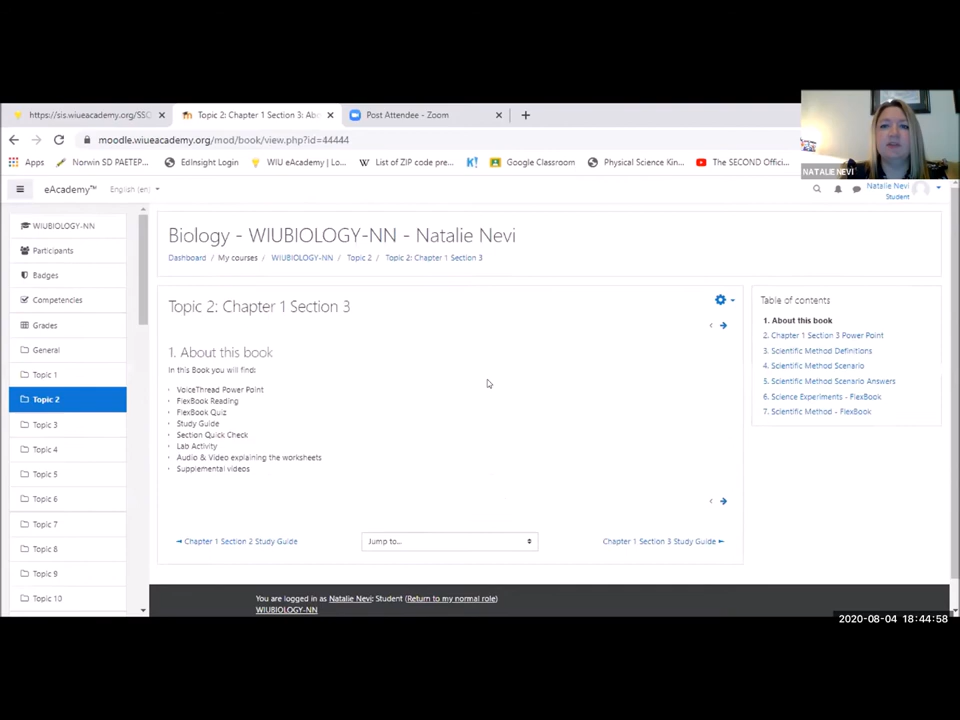 https://sis.wiueacademy.org/SSO
Topic 2: Chapter 1 Section 3: Abo
Post Attendee - Zoom
moodle.wiueacademy.org/mod/book/view.php?id=44444
Apps
Norwin SD PAETEP...
EdInsight Login
WIU eAcademy | Lo...
List of ZIP code pre...
Google Classroom
Physical Science Kin...
The SECOND Offici...
NATALIE NEVI
eAcademy™
English (en)
Natalie Nevi
Student
WIUBIOLOGY-NN
Participants
Badges
Competencies
Grades
General
Topic 1
Topic 2
Topic 3
Topic 4
Topic 5
Topic 6
Topic 7
Topic 8
Topic 9
Topic 10
Biology - WIUBIOLOGY-NN - Natalie Nevi
Dashboard / My courses / WIUBIOLOGY-NN / Topic 2 / Topic 2: Chapter 1 Section 3
Topic 2: Chapter 1 Section 3
1. About this book
In this Book you will find:
VoiceThread Power Point
FlexBook Reading
FlexBook Quiz
Study Guide
Section Quick Check
Lab Activity
Audio & Video explaining the worksheets
Supplemental videos
Chapter 1 Section 2 Study Guide
Jump to...
Chapter 1 Section 3 Study Guide
Table of contents
1. About this book
2. Chapter 1 Section 3 Power Point
3. Scientific Method Definitions
4. Scientific Method Scenario
5. Scientific Method Scenario Answers
6. Science Experiments - FlexBook
7. Scientific Method - FlexBook
You are logged in as Natalie Nevi: Student (Return to my normal role)
WIUBIOLOGY-NN
2020-08-04 18:44:58